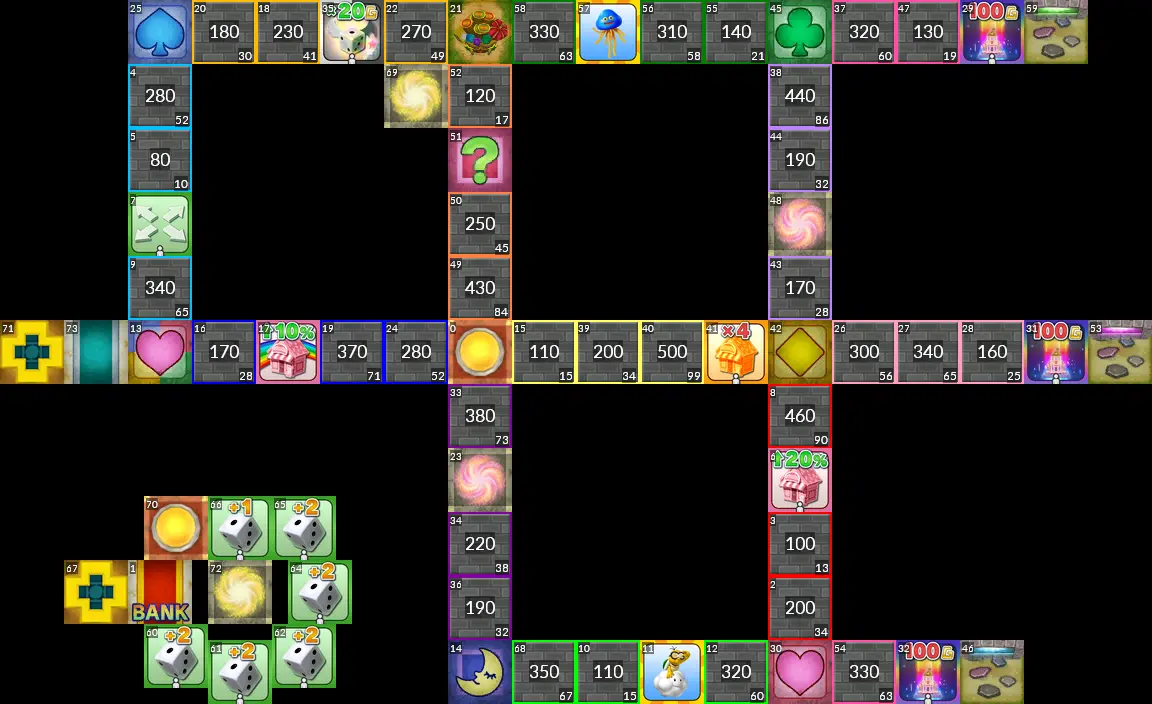 25 20 180 30 18 230 41 35 ×20G 22 270 49 21 58 330 63 57 56 310 58 55 140 21 45 37 320 60 47 130 19 29 100G 59
4 280 52 69 52 120 17 38 440 86
5 80 10 51 ? 44 190 32
7 50 250 45 48
9 340 65 49 430 84 43 170 28
71 73 13 16 170 28 17 ↑10% 19 370 71 24 280 52 0 15 110 15 39 200 34 40 500 99 41 ×4 42 26 300 56 27 340 65 28 160 25 31 100G 53
33 380 73 8 460 90
23 6 ↑20%
70 66 +1 65 +2 34 220 38 3 100 13
67 1 BANK 72 64 +2 36 190 32 2 200 34
60 +2 61 +2 62 +2 14 68 350 67 10 110 15 11 12 320 60 30 54 330 63 32 100G 46